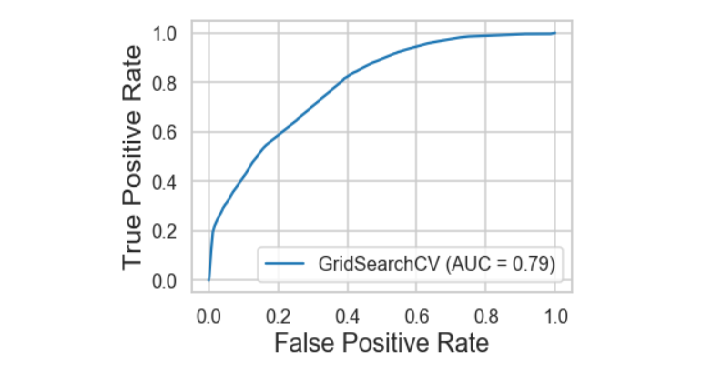 True Positive Rate
1.0
0.8
0.6
0.4
0.2
0.0
GridSearchCV (AUC = 0.79)
0.0 0.2 0.4 0.6 0.8 1.0
False Positive Rate